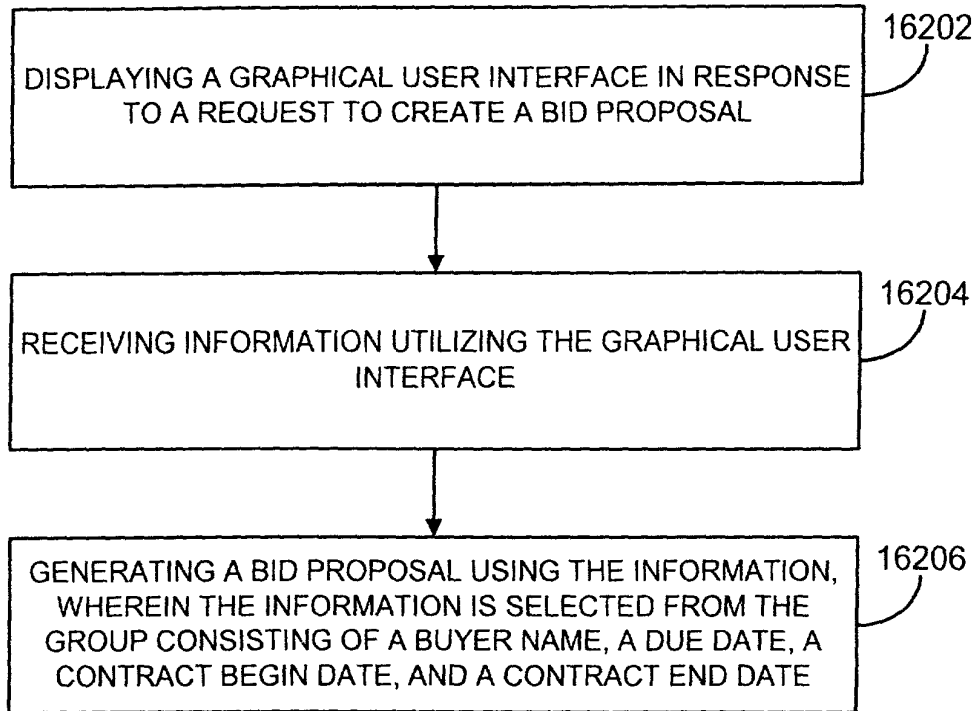 16202
DISPLAYING A GRAPHICAL USER INTERFACE IN RESPONSE
TO A REQUEST TO CREATE A BID PROPOSAL
16204
RECEIVING INFORMATION UTILIZING THE GRAPHICAL USER
INTERFACE
16206
GENERATING A BID PROPOSAL USING THE INFORMATION,
WHEREIN THE INFORMATION IS SELECTED FROM THE
GROUP CONSISTING OF A BUYER NAME, A DUE DATE, A
CONTRACT BEGIN DATE, AND A CONTRACT END DATE